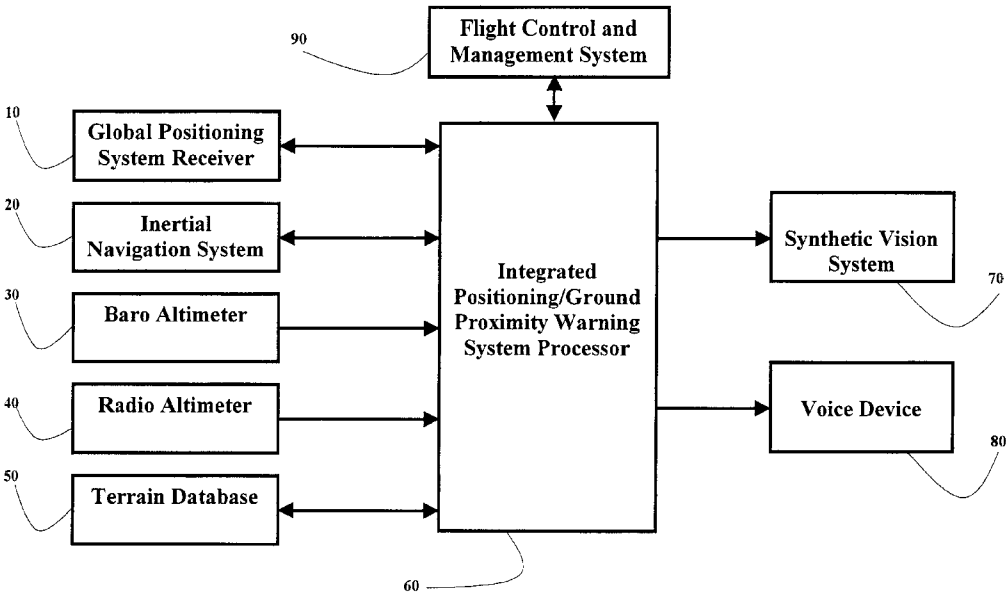 90
Flight Control and
Management System
10
Global Positioning
System Receiver
20
Inertial
Navigation System
30
Baro Altimeter
40
Radio Altimeter
50
Terrain Database
Integrated
Positioning/Ground
Proximity Warning
System Processor
60
Synthetic Vision
System
70
Voice Device
80